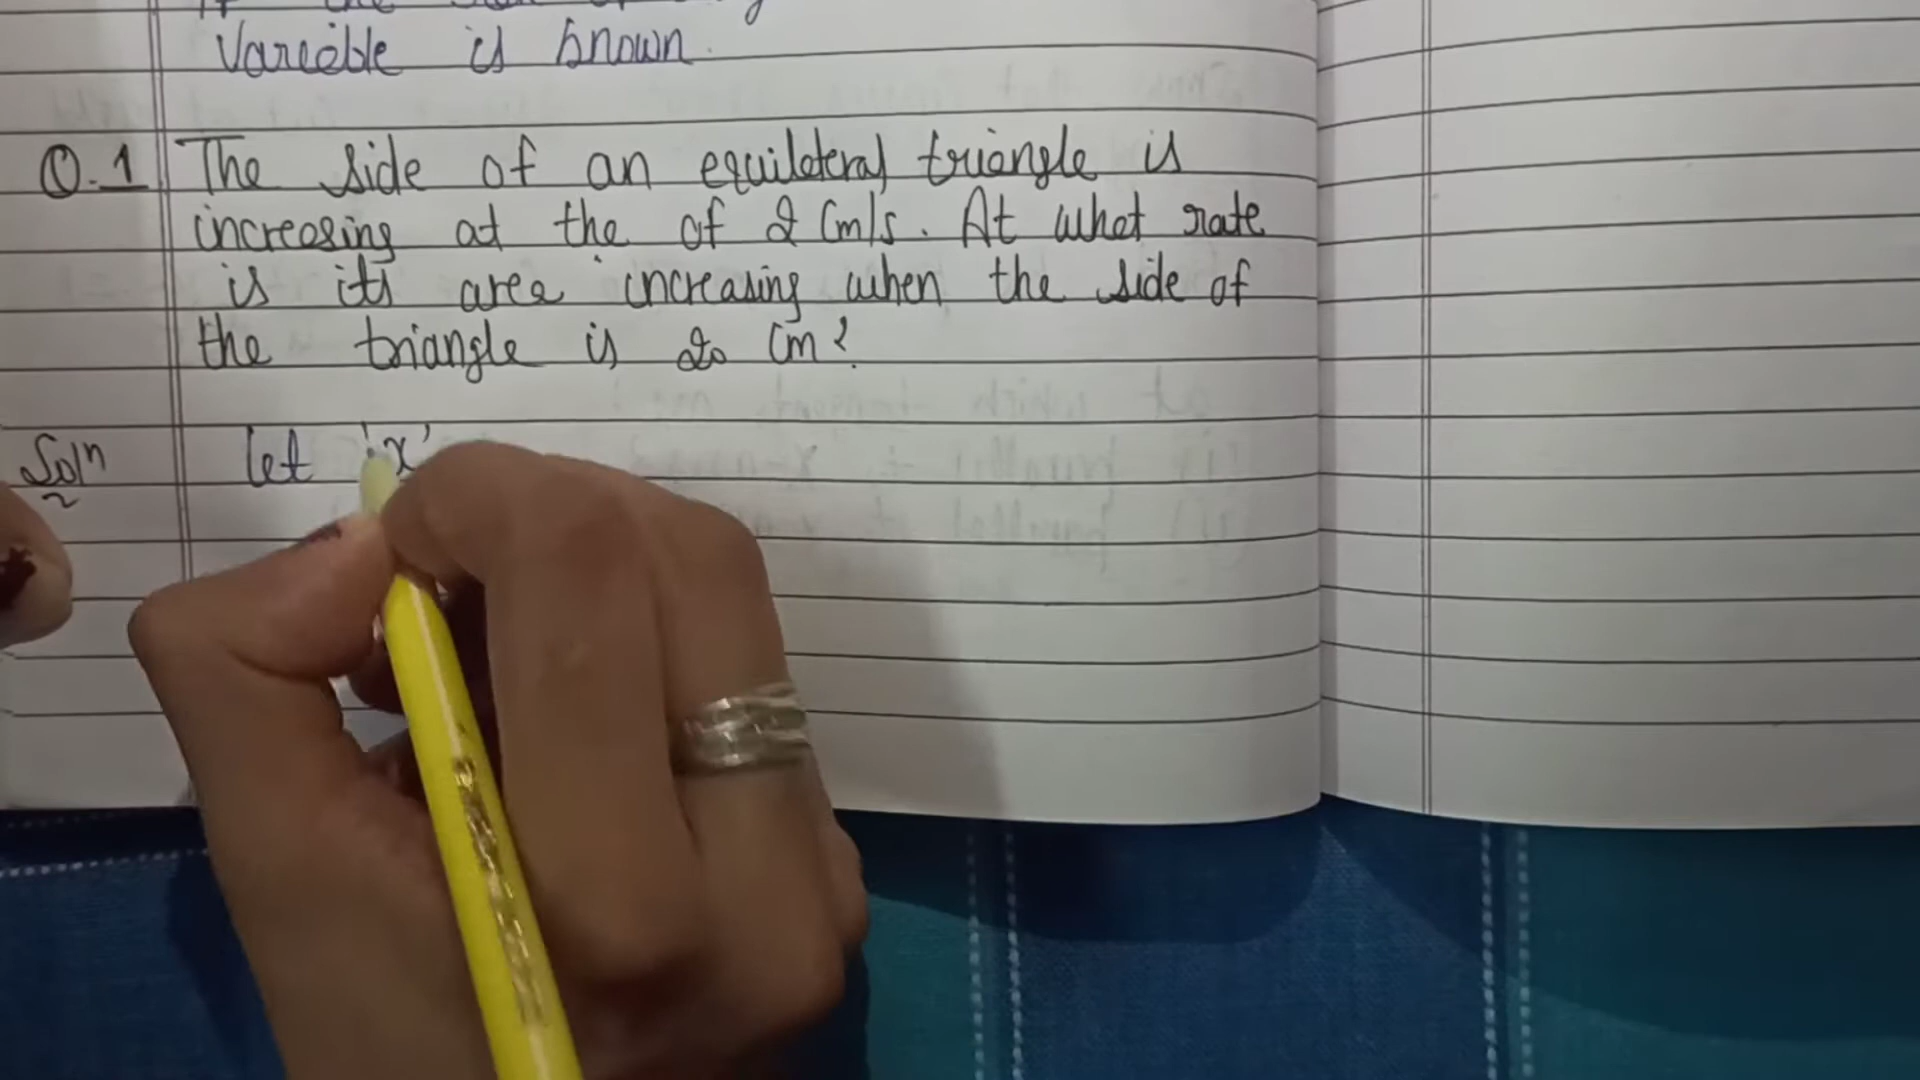 Variable is known.
Q.1 The side of an equilateral triangle is
increasing at the of 2 cm/s. At what rate
is its area increasing when the side of
the triangle is 20 cm?
Soln let 'x'